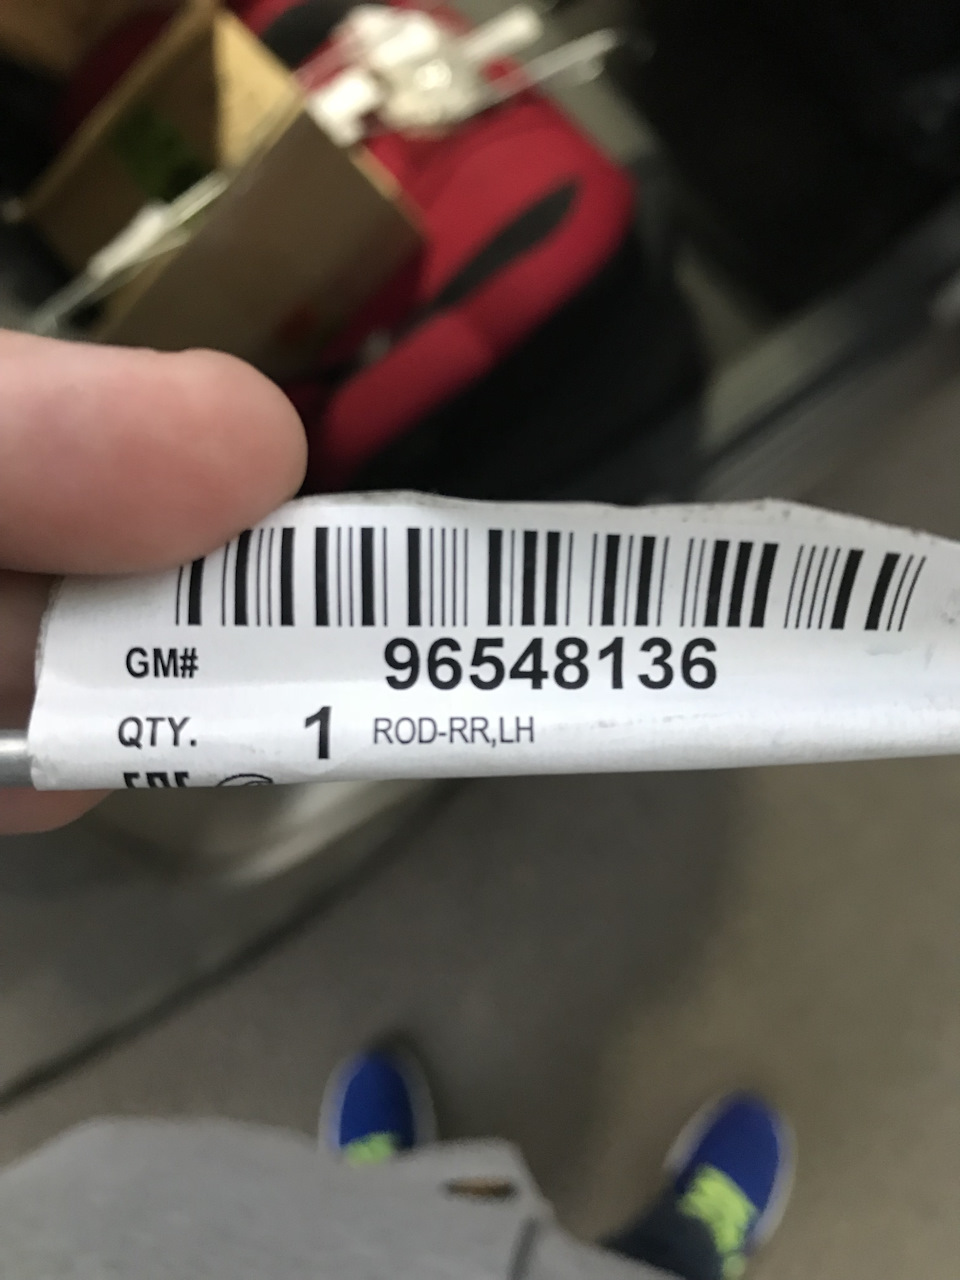 GM# 96548136
QTY. 1 ROD-RR,LH